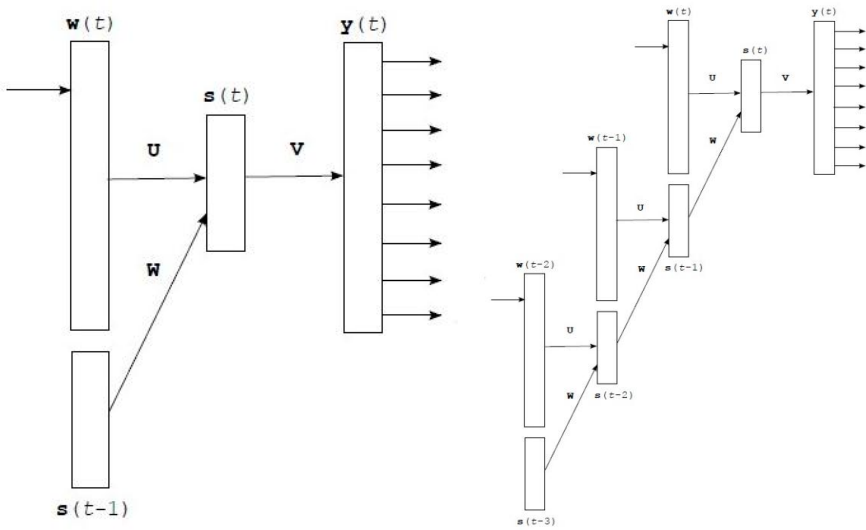 w(t)
y(t)
s(t)
U
V
W
s(t-1)
w(t)
y(t)
s(t)
U
V
W
w(t-1)
U
s(t-1)
W
w(t-2)
U
s(t-2)
W
s(t-3)